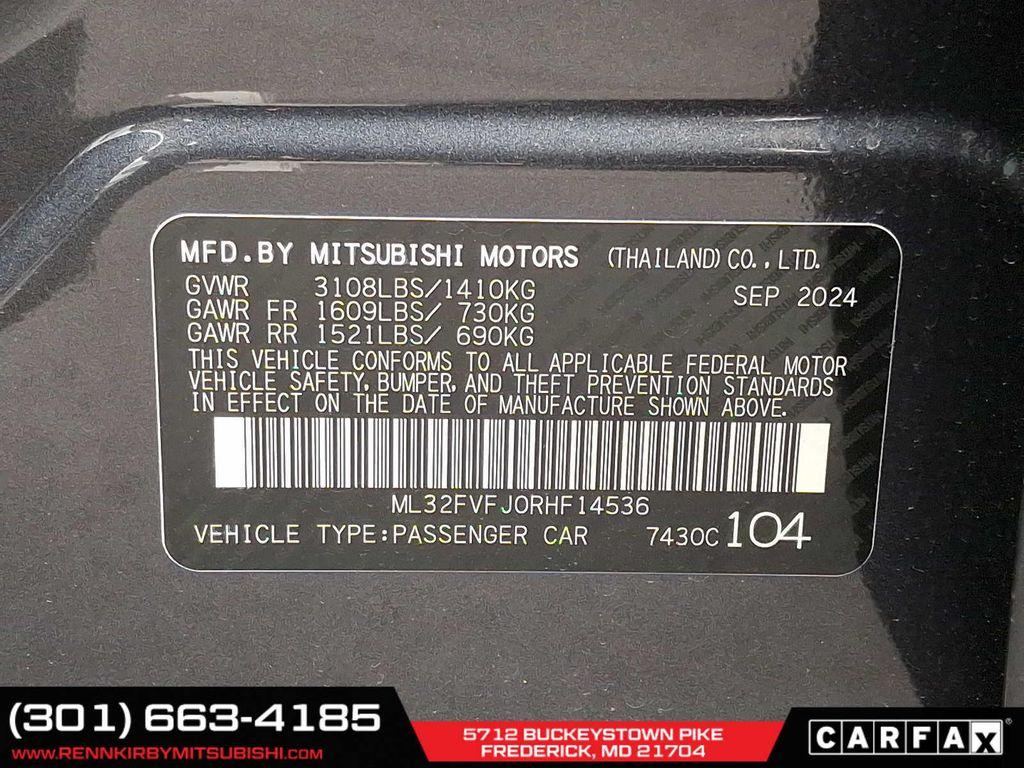 MFD.BY MITSUBISHI MOTORS (THAILAND) CO.,LTD.
GVWR 3108LBS/1410KG SEP 2024
GAWR FR 1609LBS/ 730KG
GAWR RR 1521LBS/ 690KG
THIS VEHICLE CONFORMS TO ALL APPLICABLE FEDERAL MOTOR
VEHICLE SAFETY, BUMPER, AND THEFT PREVENTION STANDARDS
IN EFFECT ON THE DATE OF MANUFACTURE SHOWN ABOVE.
ML32FVFJ0RHF14536
VEHICLE TYPE:PASSENGER CAR 7430C 104
(301) 663-4185
WWW.RENNKIRBYMITSUBISHI.COM
5712 BUCKEYSTOWN PIKE
FREDERICK, MD 21704
CARFAX